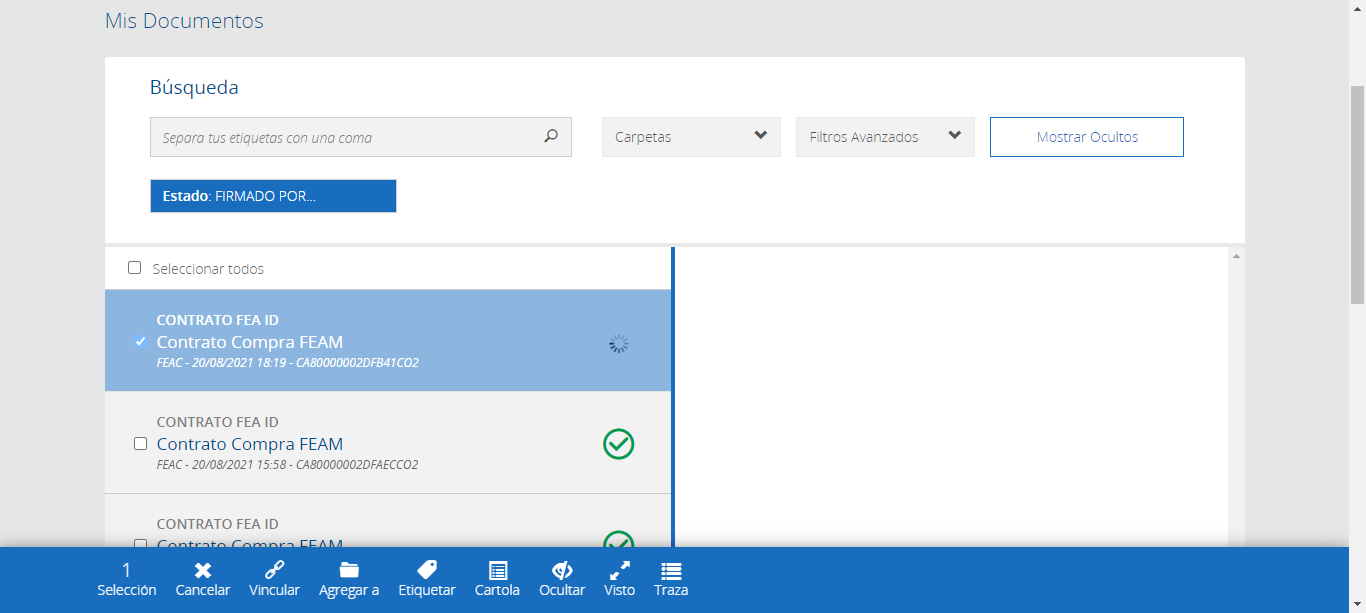 Mis Documentos
Búsqueda
Separa tus etiquetas con una coma
Carpetas
Filtros Avanzados
Mostrar Ocultos
Estado: FIRMADO POR...
Seleccionar todos
CONTRATO FEA ID
Contrato Compra FEAM
FEAC - 20/08/2021 18:19 - CA80000002DFB41CO2
CONTRATO FEA ID
Contrato Compra FEAM
FEAC - 20/08/2021 15:58 - CA80000002DFAECCO2
CONTRATO FEA ID
Contrato Compra FEAM
1
Selección
Cancelar
Vincular
Agregar a
Etiquetar
Cartola
Ocultar
Visto
Traza